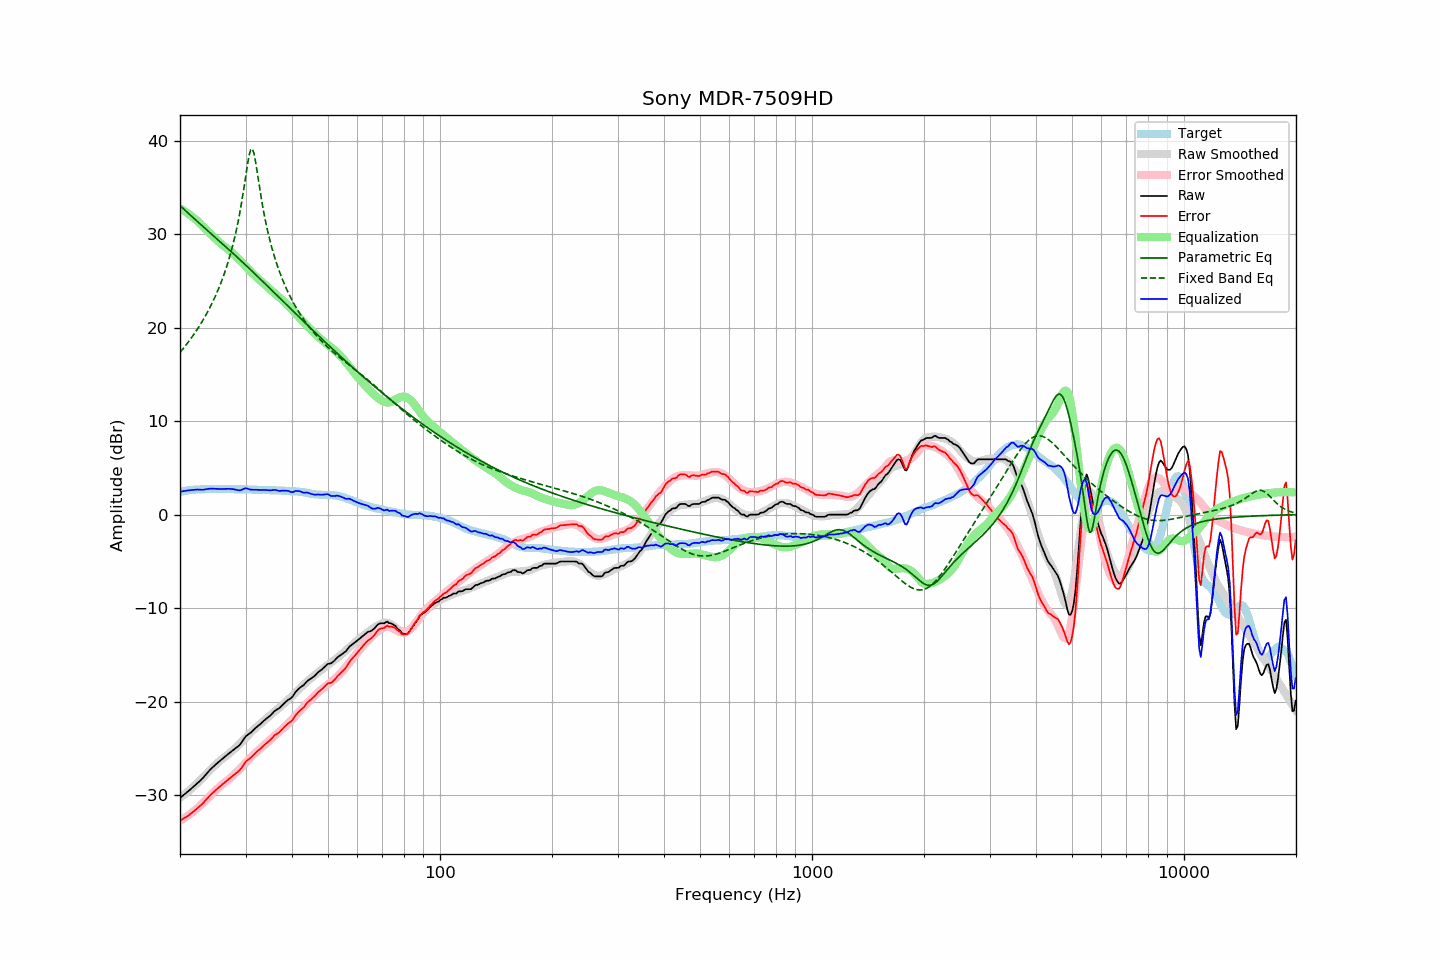 Sony MDR-7509HD
Amplitude (dBr)
40
30
20
10
0
−10
−20
−30
Target
Raw Smoothed
Error Smoothed
Raw
Error
Equalization
Parametric Eq
Fixed Band Eq
Equalized
100
1000
10000
Frequency (Hz)